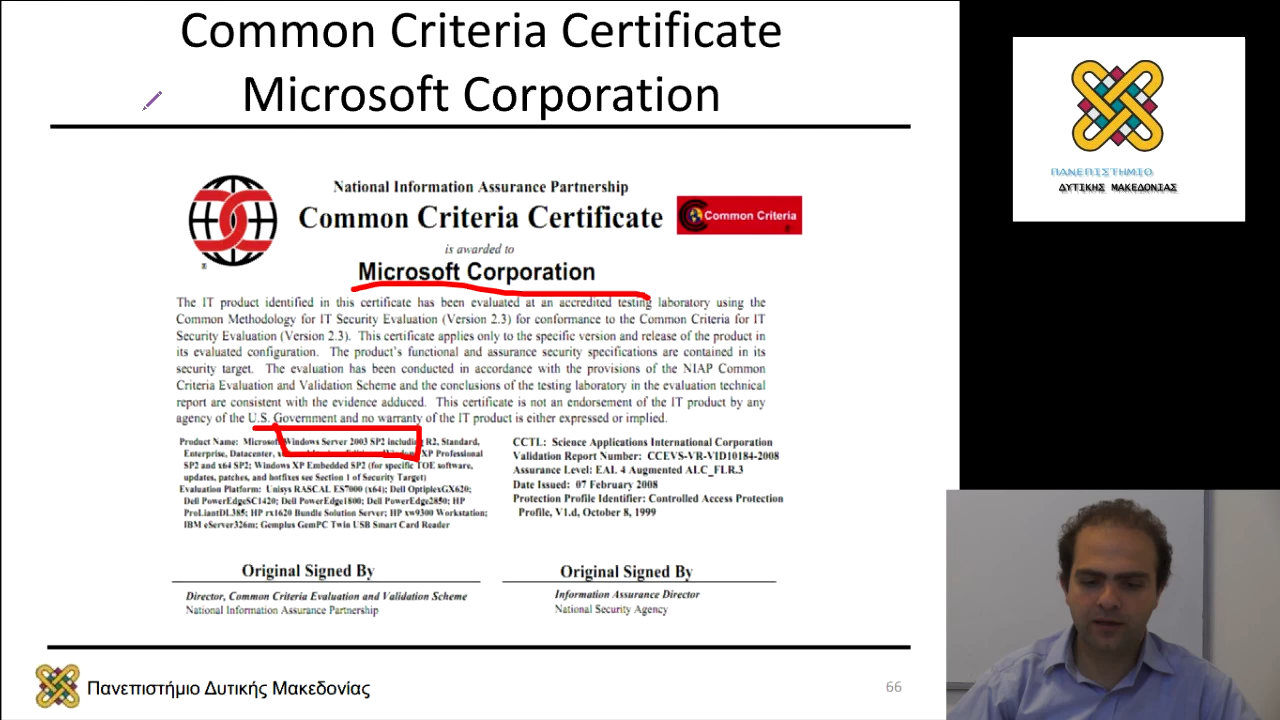 Common Criteria Certificate
Microsoft Corporation
National Information Assurance Partnership
Common Criteria Certificate
Common Criteria
is awarded to
Microsoft Corporation
The IT product identified in this certificate has been evaluated at an accredited testing laboratory using the
Common Methodology for IT Security Evaluation (Version 2.3) for conformance to the Common Criteria for IT
Security Evaluation (Version 2.3). This certificate applies only to the specific version and release of the product in
its evaluated configuration. The product's functional and assurance security specifications are contained in its
security target. The evaluation has been conducted in accordance with the provisions of the NIAP Common
Criteria Evaluation and Validation Scheme and the conclusions of the testing laboratory in the evaluation technical
report are consistent with the evidence adduced. This certificate is not an endorsement of the IT product by any
agency of the U.S. Government and no warranty of the IT product is either expressed or implied.
Product Name: Microsoft Windows Server 2003 SP2 including R2, Standard,
Enterprise, Datacenter, XP Professional
SP2 and x64 SP2; Windows XP Embedded SP2 (for specific TOE software,
updates, patches, and hotfixes see Section 1 of Security Target)
Evaluation Platform: Unisys RASCAL ES7000 (x64); Dell OptiplexGX620;
Dell PowerEdgeSC1420; Dell PowerEdge1800; Dell PowerEdge2850; HP
ProLiantDL385; HP rx1620 Bundle Solution Server; HP xw9300 Workstation;
IBM eServer326m; Gemplus GemPC Twin USB Smart Card Reader
CCTL: Science Applications International Corporation
Validation Report Number: CCEVS-VR-VID10184-2008
Assurance Level: EAL 4 Augmented ALC_FLR.3
Date Issued: 07 February 2008
Protection Profile Identifier: Controlled Access Protection
Profile, V1.d, October 8, 1999
Original Signed By
Director, Common Criteria Evaluation and Validation Scheme
National Information Assurance Partnership
Original Signed By
Information Assurance Director
National Security Agency
Πανεπιστήμιο Δυτικής Μακεδονίας
66
ΠΑΝΕΠΙΣΤΗΜΙΟ
ΔΥΤΙΚΗΣ ΜΑΚΕΔΟΝΙΑΣ